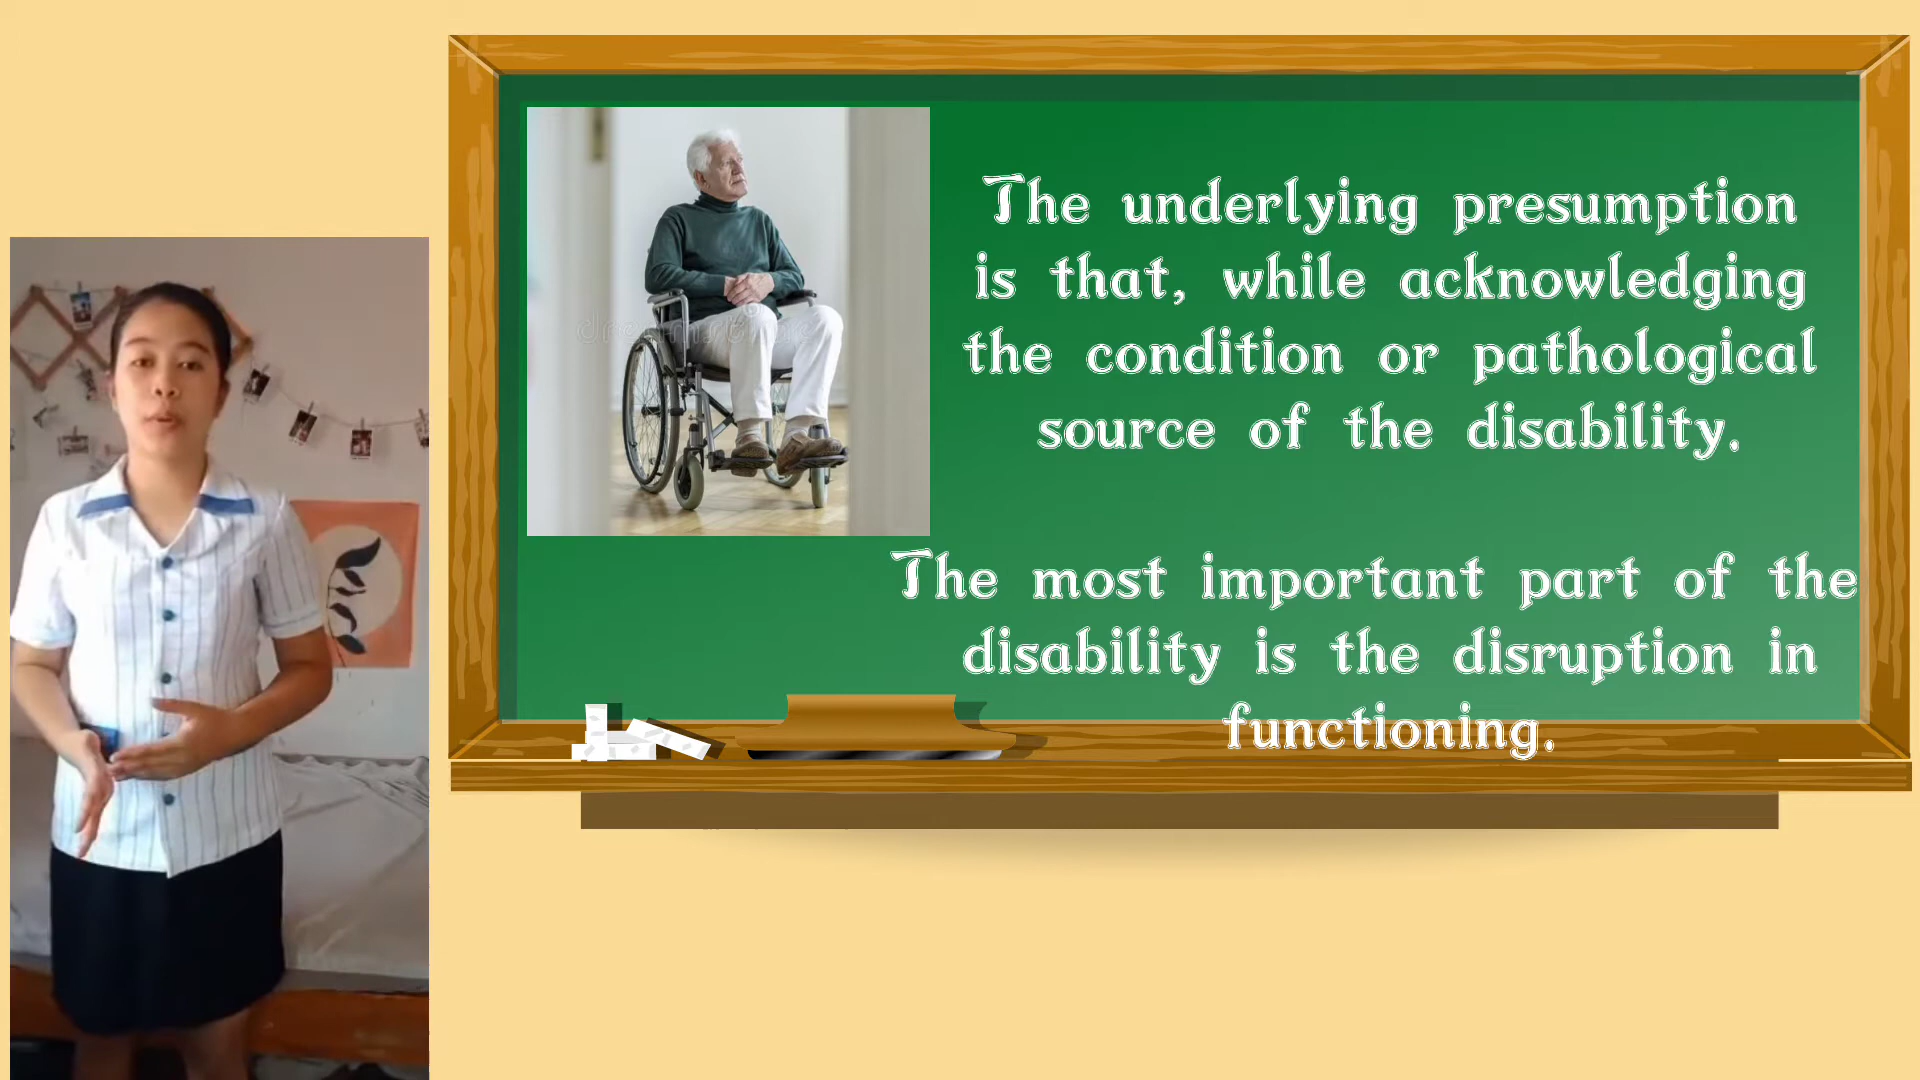 The underlying presumption
is that, while acknowledging
the condition or pathological
source of the disability.
The most important part of the
disability is the disruption in
functioning.
dreamstime